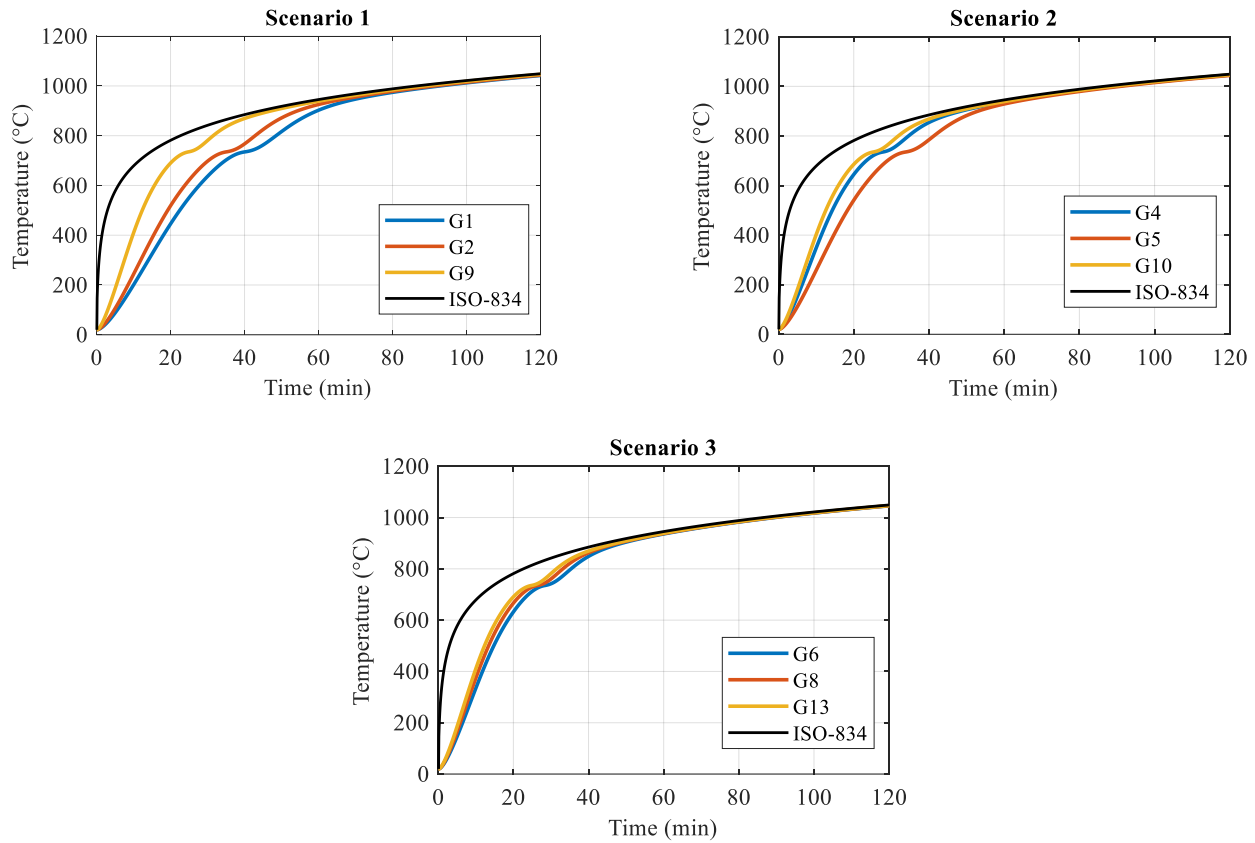 Scenario 1
Temperature (°C)
1200
1000
800
600
400
200
0
G1
G2
G9
ISO-834
0 20 40 60 80 100 120
Time (min)
Scenario 2
Temperature (°C)
1200
1000
800
600
400
200
0
G4
G5
G10
ISO-834
0 20 40 60 80 100 120
Time (min)
Scenario 3
Temperature (°C)
1200
1000
800
600
400
200
0
G6
G8
G13
ISO-834
0 20 40 60 80 100 120
Time (min)